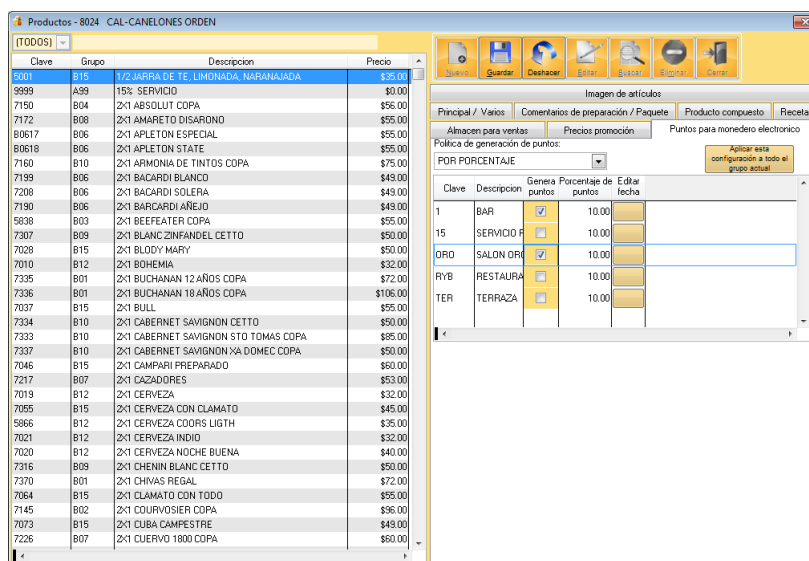 Productos - 8024 CAL-CANELONES ORDEN
(TODOS)
Clave Grupo Descripcion Precio
5001 B15 1/2 JARRA DE TE, LIMONADA, NARANAJADA $35.00
9999 A99 15% SERVICIO $0.00
7150 B04 2X1 ABSOLUT COPA $56.00
7172 B08 2X1 AMARETO DISARONO $55.00
B0617 B06 2X1 APLETON ESPECIAL $55.00
B0618 B06 2X1 APLETON STATE $55.00
7160 B10 2X1 ARMONIA DE TINTOS COPA $75.00
7199 B06 2X1 BACARDI BLANCO $49.00
7208 B06 2X1 BACARDI SOLERA $49.00
7190 B06 2X1 BARCARDI AÑEJO $49.00
5838 B03 2X1 BEEFEATER COPA $55.00
7307 B09 2X1 BLANC ZINFANDEL CETTO $50.00
7028 B15 2X1 BLODY MARY $50.00
7010 B12 2X1 BOHEMIA $32.00
7335 B01 2X1 BUCHANAN 12 AÑOS COPA $72.00
7336 B01 2X1 BUCHANAN 18 AÑOS COPA $106.00
7037 B15 2X1 BULL $55.00
7334 B10 2X1 CABERNET SAVIGNON CETTO $50.00
7333 B10 2X1 CABERNET SAVIGNON STO TOMAS COPA $85.00
7337 B10 2X1 CABERNET SAVIGNON XA DOMEC COPA $50.00
7046 B15 2X1 CAMPARI PREPARADO $60.00
7217 B07 2X1 CAZADORES $53.00
7019 B12 2X1 CERVEZA $32.00
7055 B15 2X1 CERVEZA CON CLAMATO $45.00
5866 B12 2X1 CERVEZA COORS LIGTH $35.00
7021 B12 2X1 CERVEZA INDIO $32.00
7020 B12 2X1 CERVEZA NOCHE BUENA $40.00
7316 B09 2X1 CHENIN BLANC CETTO $50.00
7370 B01 2X1 CHIVAS REGAL $72.00
7064 B15 2X1 CLAMATO CON TODO $55.00
7145 B02 2X1 COURVOSIER COPA $96.00
7073 B15 2X1 CUBA CAMPESTRE $49.00
7226 B07 2X1 CUERVO 1800 COPA $60.00
Nuevo Guardar Deshacer Editar Buscar Eliminar Cerrar
Imagen de artículos
Principal / Varios Comentarios de preparación / Paquete Producto compuesto Receta
Almacen para ventas Precios promoción Puntos para monedero electronico
Política de generación de puntos:
POR PORCENTAJE
Aplicar esta
configuración a todo el
grupo actual
Clave Descripcion Genera puntos Porcentaje de puntos Editar fecha
1 BAR 10.00
15 SERVICIO 10.00
ORO SALON ORO 10.00
RYB RESTAURA 10.00
TER TERRAZA 10.00